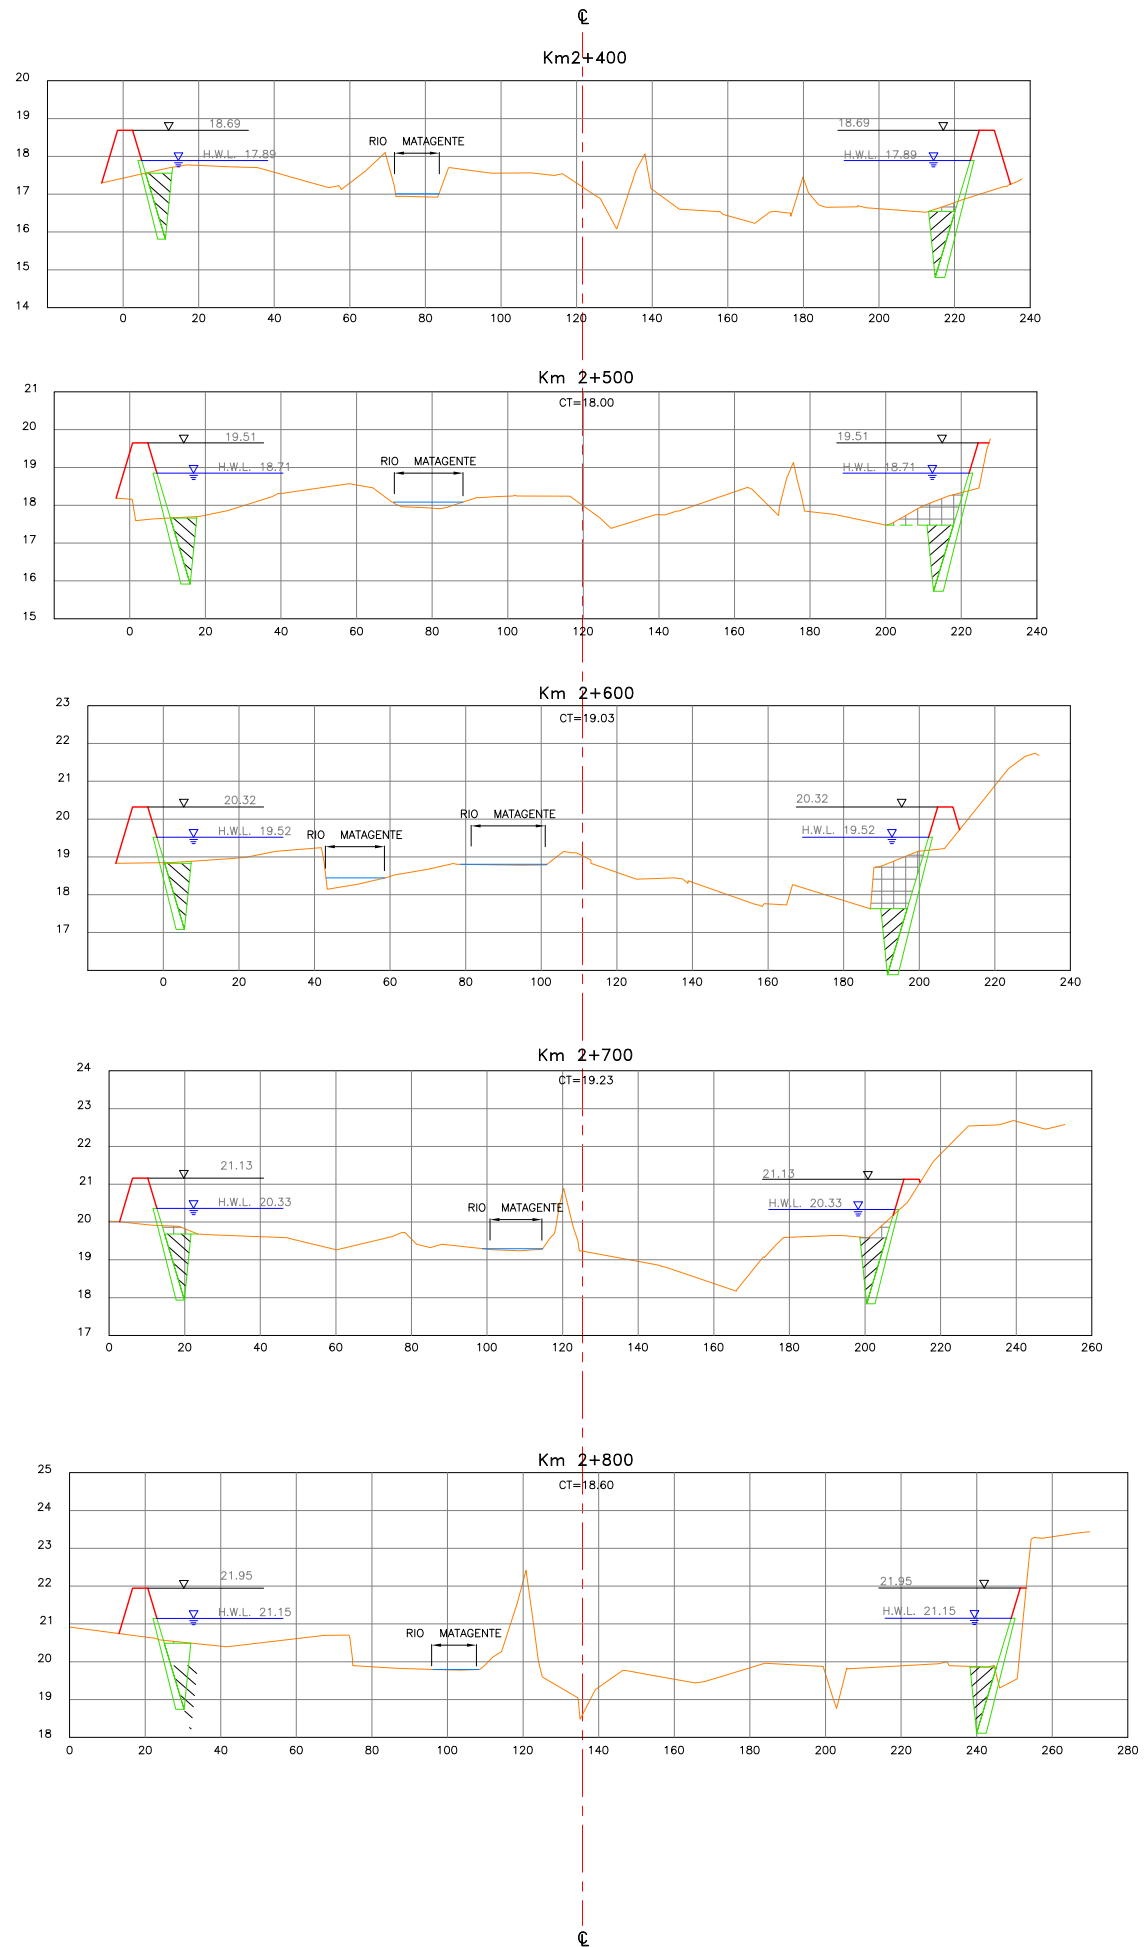 ℄
Km2+400
20
19
18
17
16
15
14
18.69
H.W.L. 17.89
RIO MATAGENTE
18.69
H.W.L. 17.89
0 20 40 60 80 100 120 140 160 180 200 220 240
Km 2+500
CT=18.00
21
20
19
18
17
16
15
19.51
H.W.L. 18.71
RIO MATAGENTE
19.51
H.W.L. 18.71
0 20 40 60 80 100 120 140 160 180 200 220 240
Km 2+600
CT=19.03
23
22
21
20
19
18
17
20.32
H.W.L. 19.52
RIO MATAGENTE
RIO MATAGENTE
20.32
H.W.L. 19.52
0 20 40 60 80 100 120 140 160 180 200 220 240
Km 2+700
CT=19.23
24
23
22
21
20
19
18
17
21.13
H.W.L. 20.33
RIO MATAGENTE
21.13
H.W.L. 20.33
0 20 40 60 80 100 120 140 160 180 200 220 240 260
Km 2+800
CT=18.60
25
24
23
22
21
20
19
18
21.95
H.W.L. 21.15
RIO MATAGENTE
21.95
H.W.L. 21.15
0 20 40 60 80 100 120 140 160 180 200 220 240 260 280
℄